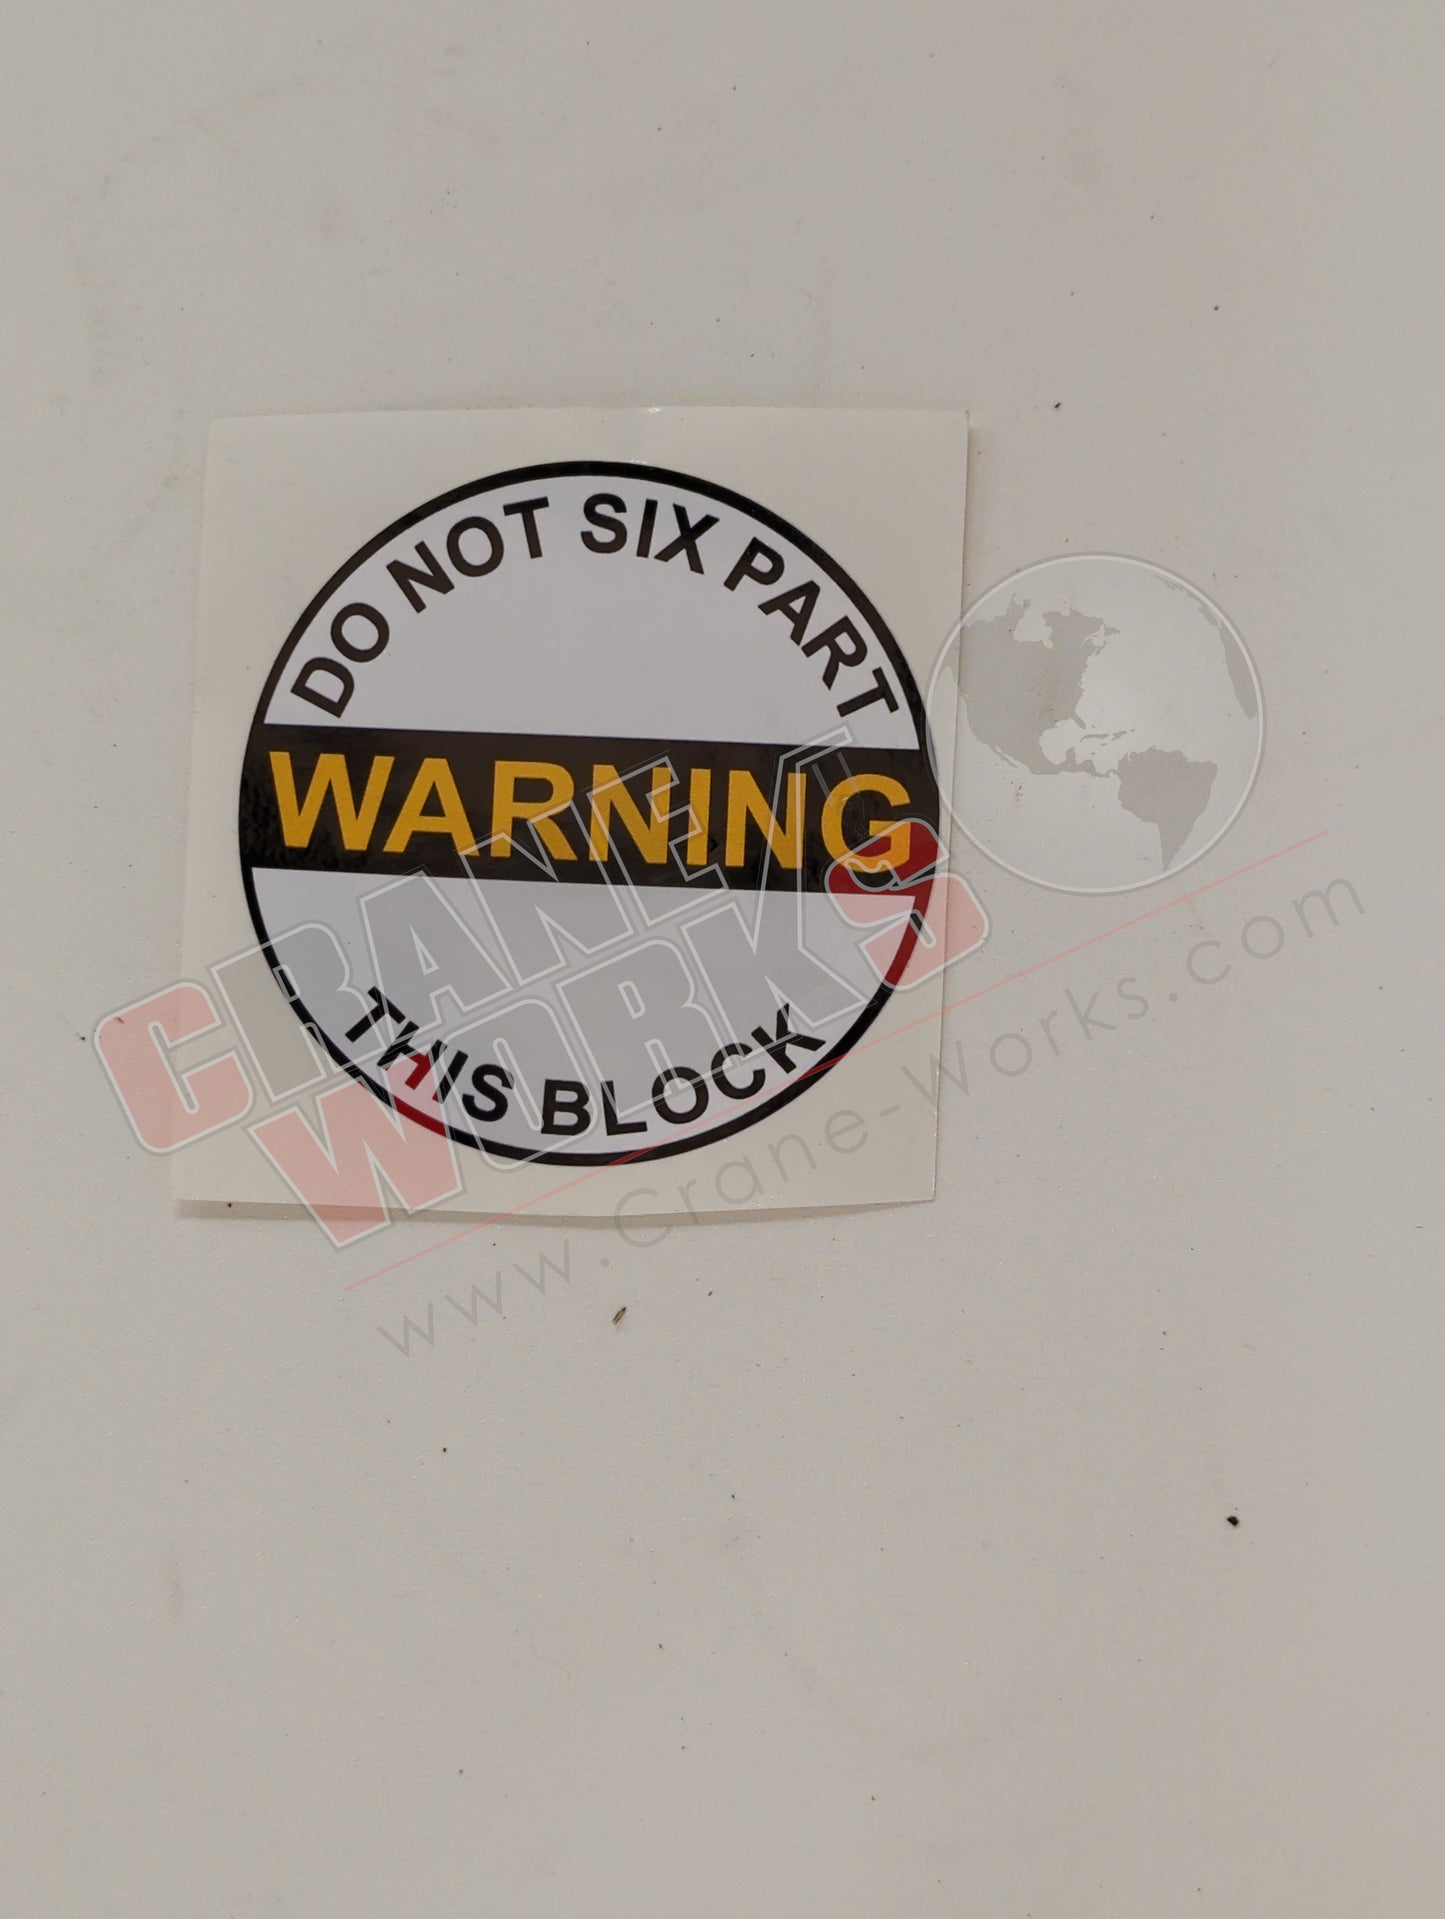 DO NOT SIX PART
WARNING
THIS BLOCK
CRANE
WORKS
www.Crane-Works.com